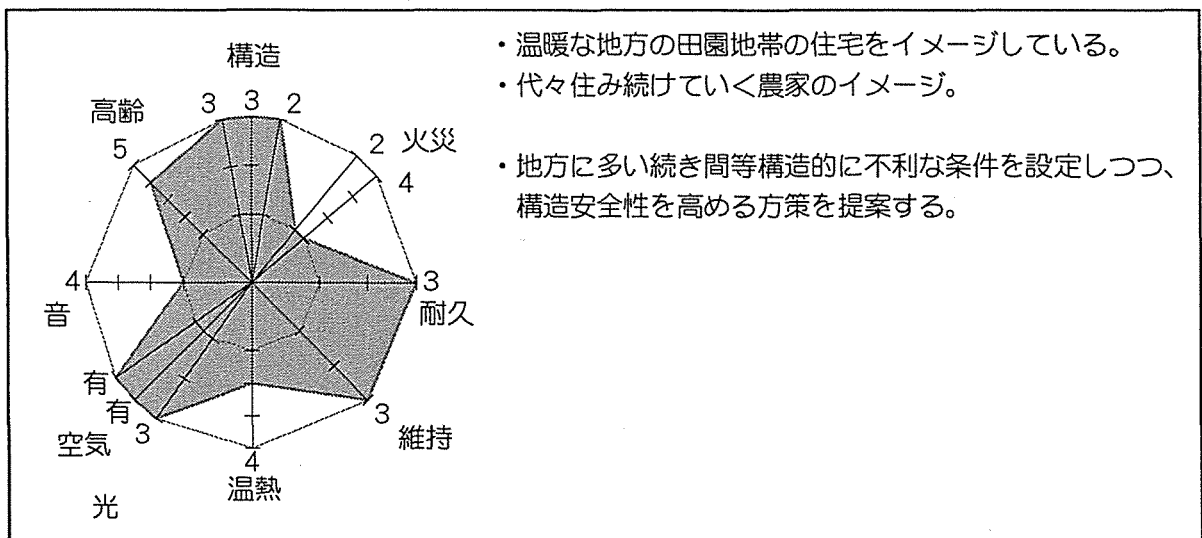 構造
3 3 2
高齢
5
2 火災
4
4
音
3
耐久
有
有
空気 3
3
維持
4
温熱
光
・温暖な地方の田園地帯の住宅をイメージしている。
・代々住み続けていく農家のイメージ。
・地方に多い続き間等構造的に不利な条件を設定しつつ、
構造安全性を高める方策を提案する。